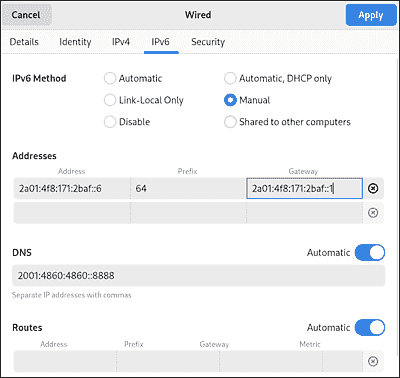 Cancel Wired Apply
Details Identity IPv4 IPv6 Security
IPv6 Method Automatic Automatic, DHCP only
Link-Local Only Manual
Disable Shared to other computers
Addresses
Address Prefix Gateway
2a01:4f8:171:2baf::6 64 2a01:4f8:171:2baf::1
DNS Automatic
2001:4860:4860::8888
Separate IP addresses with commas
Routes Automatic
Address Prefix Gateway Metric